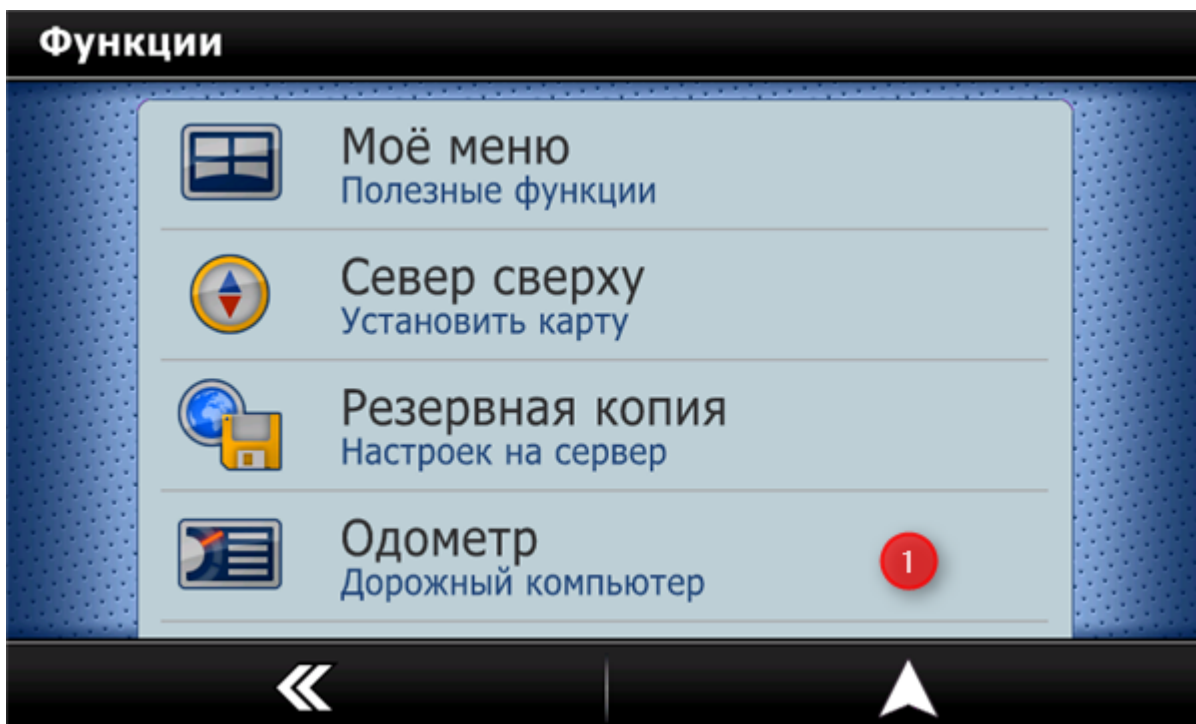 Функции
Моё меню
Полезные функции
Север сверху
Установить карту
Резервная копия
Настроек на сервер
Одометр
Дорожный компьютер
1